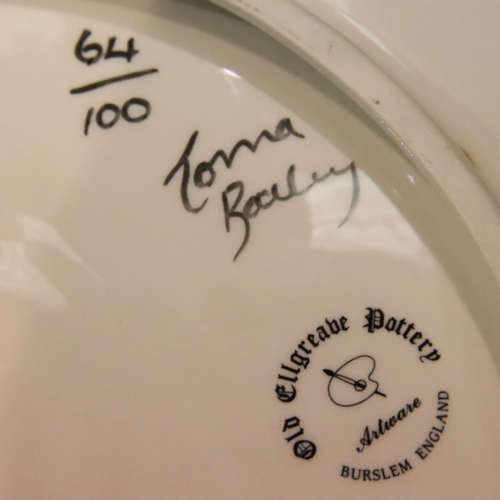 64
100
Lorna
Bailey
Old Ellgreave Pottery
Artware
BURSLEM ENGLAND